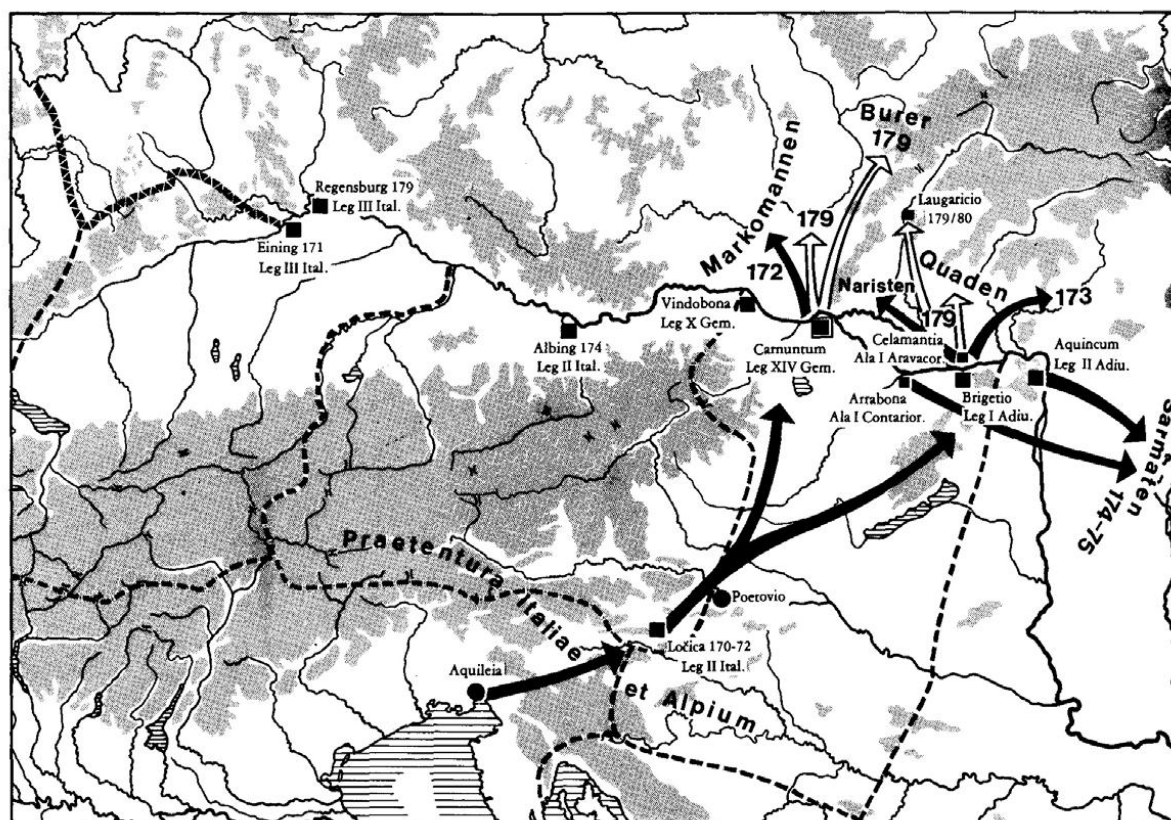 Burer
179
Markomannen
172
179
Regensburg 179
Leg III Ital.
Eining 171
Leg III Ital.
Laugaricio
179/80
Quaden
Naristen
173
179
Vindobona
Leg X Gem.
Albing 174
Leg II Ital.
Carnuntum
Leg XIV Gem.
Celamantia
Ala I Aravacor.
Aquincum
Leg II Adiu.
Arrabona
Ala I Contarior.
Brigetio
Leg I Adiu.
Sarmaten
174-75
Praetentura Italiae et Alpium
Poetovio
Ločica 170-72
Leg II Ital.
Aquileia